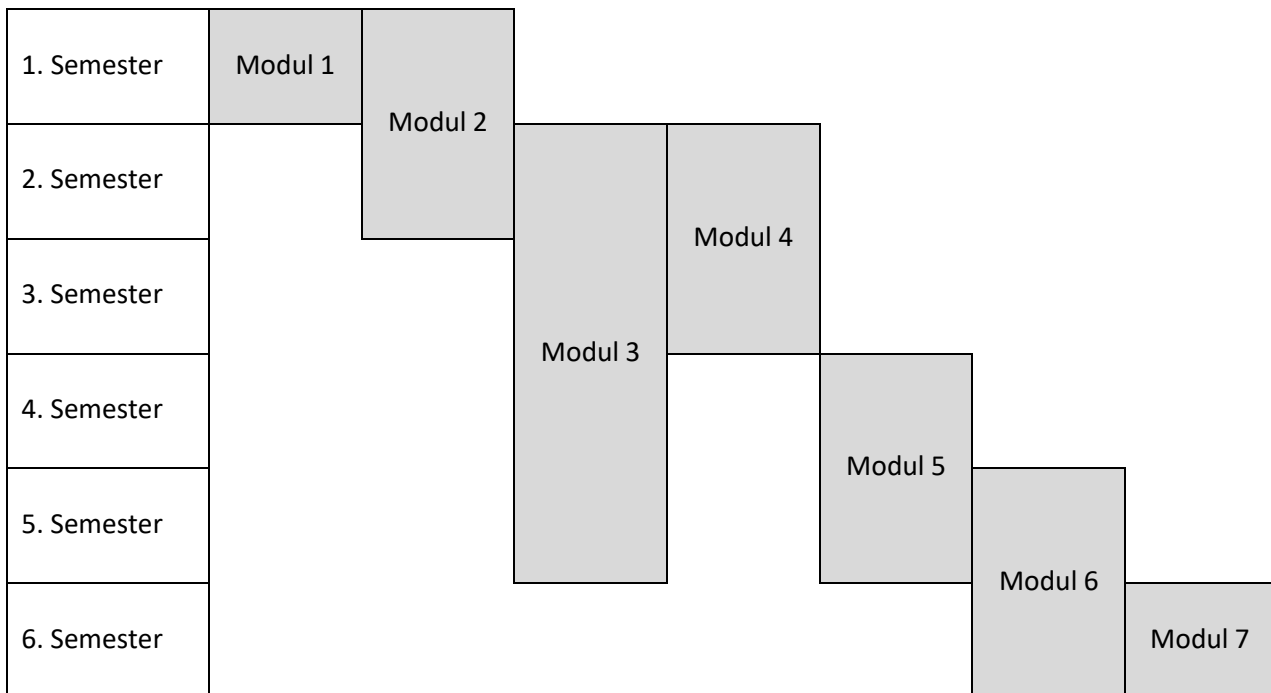 1. Semester
Modul 1
Modul 2
2. Semester
Modul 4
3. Semester
Modul 3
4. Semester
Modul 5
5. Semester
Modul 6
6. Semester
Modul 7